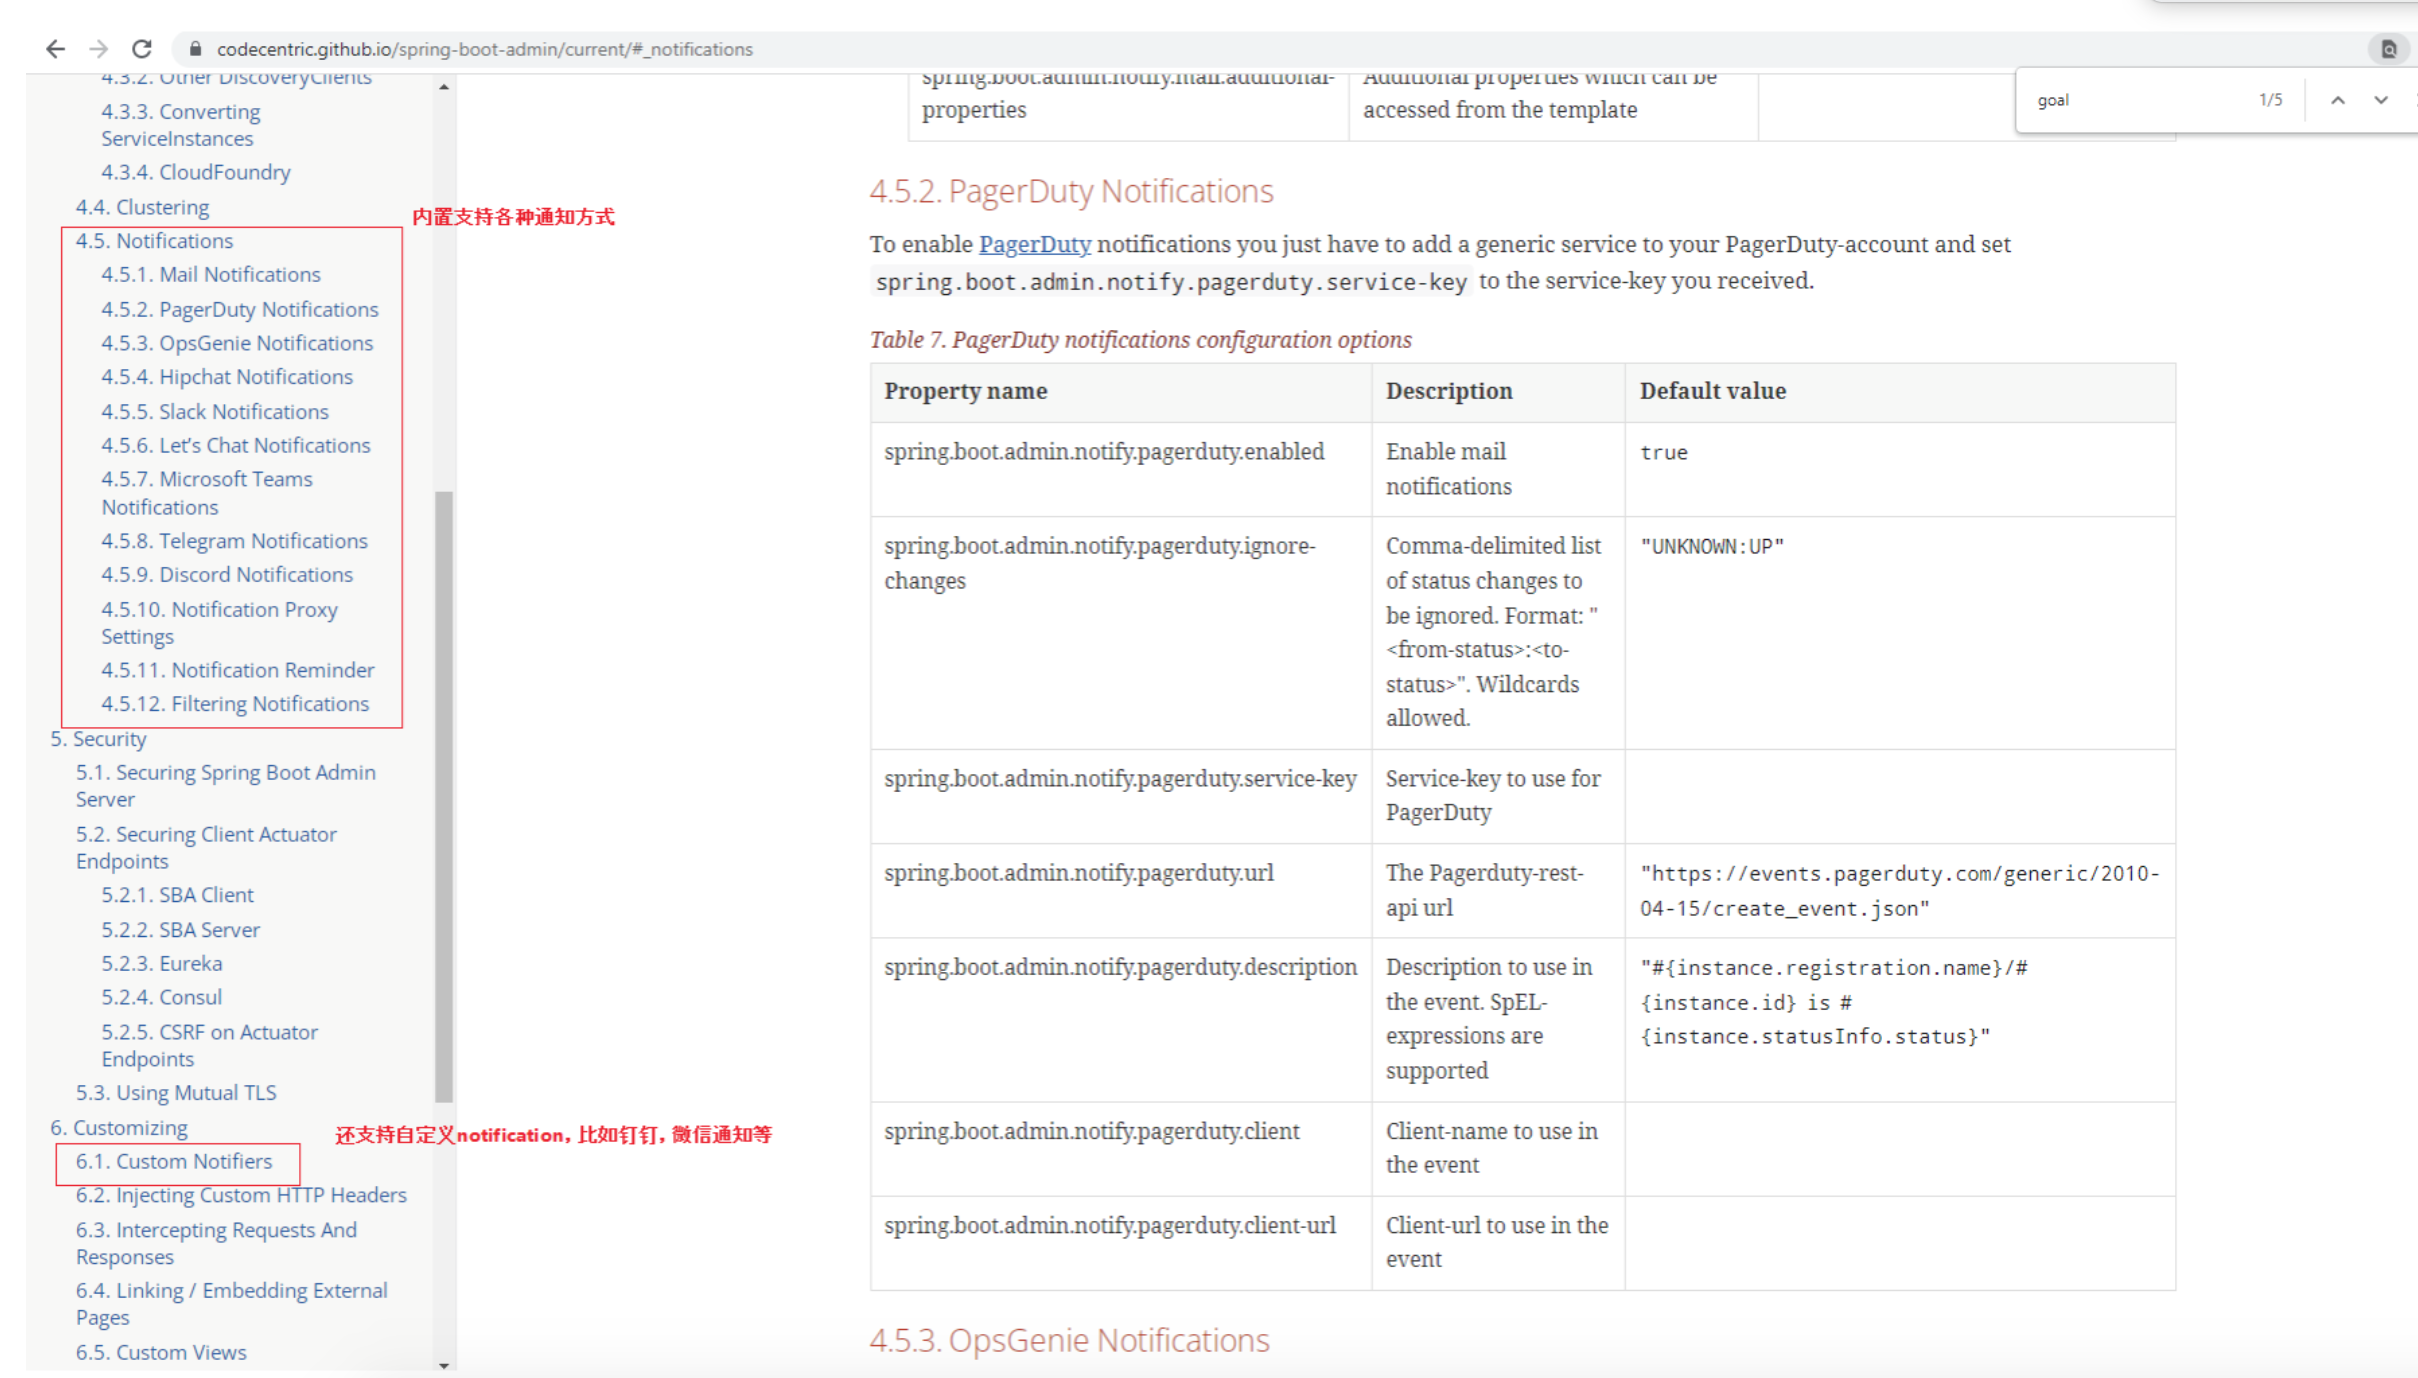 codecentric.github.io/spring-boot-admin/current/#_notifications
goal
1/5
4.3.2. Other DiscoveryClients
4.3.3. Converting
ServiceInstances
4.3.4. CloudFoundry
4.4. Clustering
内置支持各种通知方式
4.5. Notifications
4.5.1. Mail Notifications
4.5.2. PagerDuty Notifications
4.5.3. OpsGenie Notifications
4.5.4. Hipchat Notifications
4.5.5. Slack Notifications
4.5.6. Let's Chat Notifications
4.5.7. Microsoft Teams
Notifications
4.5.8. Telegram Notifications
4.5.9. Discord Notifications
4.5.10. Notification Proxy
Settings
4.5.11. Notification Reminder
4.5.12. Filtering Notifications
5. Security
5.1. Securing Spring Boot Admin
Server
5.2. Securing Client Actuator
Endpoints
5.2.1. SBA Client
5.2.2. SBA Server
5.2.3. Eureka
5.2.4. Consul
5.2.5. CSRF on Actuator
Endpoints
5.3. Using Mutual TLS
6. Customizing
还支持自定义notification, 比如钉钉, 微信通知等
6.1. Custom Notifiers
6.2. Injecting Custom HTTP Headers
6.3. Intercepting Requests And
Responses
6.4. Linking / Embedding External
Pages
6.5. Custom Views
spring.boot.admin.notify.mail.additional-
properties
Additional properties which can be
accessed from the template
4.5.2. PagerDuty Notifications
To enable PagerDuty notifications you just have to add a generic service to your PagerDuty-account and set
spring.boot.admin.notify.pagerduty.service-key to the service-key you received.
Table 7. PagerDuty notifications configuration options
Property name
Description
Default value
spring.boot.admin.notify.pagerduty.enabled
Enable mail
notifications
true
spring.boot.admin.notify.pagerduty.ignore-
changes
Comma-delimited list
of status changes to
be ignored. Format: "
<from-status>:<to-
status>". Wildcards
allowed.
"UNKNOWN:UP"
spring.boot.admin.notify.pagerduty.service-key
Service-key to use for
PagerDuty
spring.boot.admin.notify.pagerduty.url
The Pagerduty-rest-
api url
"https://events.pagerduty.com/generic/2010-
04-15/create_event.json"
spring.boot.admin.notify.pagerduty.description
Description to use in
the event. SpEL-
expressions are
supported
"#{instance.registration.name}/#
{instance.id} is #
{instance.statusInfo.status}"
spring.boot.admin.notify.pagerduty.client
Client-name to use in
the event
spring.boot.admin.notify.pagerduty.client-url
Client-url to use in the
event
4.5.3. OpsGenie Notifications